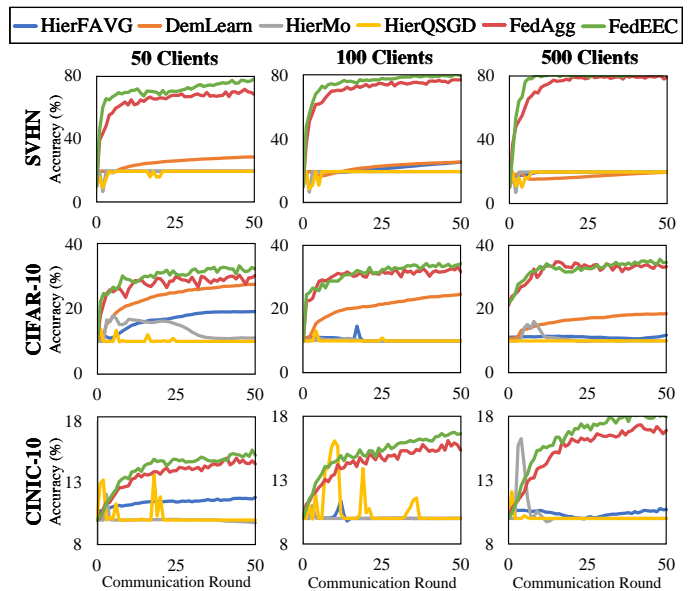 HierFAVG DemLearn HierMo HierQSGD FedAgg FedEEC
50 Clients 100 Clients 500 Clients
SVHN
Accuracy (%)
80 80 80
40 40 40
0 0 0
0 25 50 0 25 50 0 25 50
CIFAR-10
Accuracy (%)
40 40 40
20 20 20
0 0 0
0 25 50 0 25 50 0 25 50
CINIC-10
Accuracy (%)
18 18 18
13 13 13
8 8 8
0 25 50 0 25 50 0 25 50
Communication Round Communication Round Communication Round